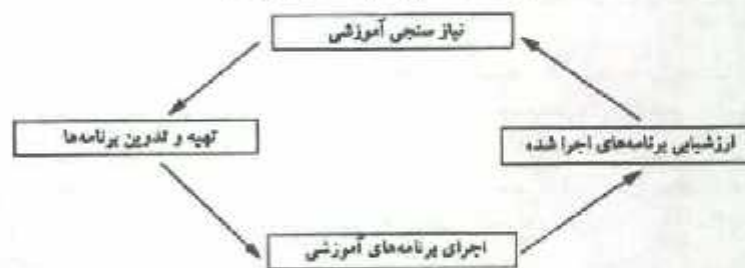 نیاز سنجی آموزشی
تهیه و تدوین برنامه‌ها
ارزشیابی برنامه‌های اجرا شده
اجرای برنامه‌های آموزشی